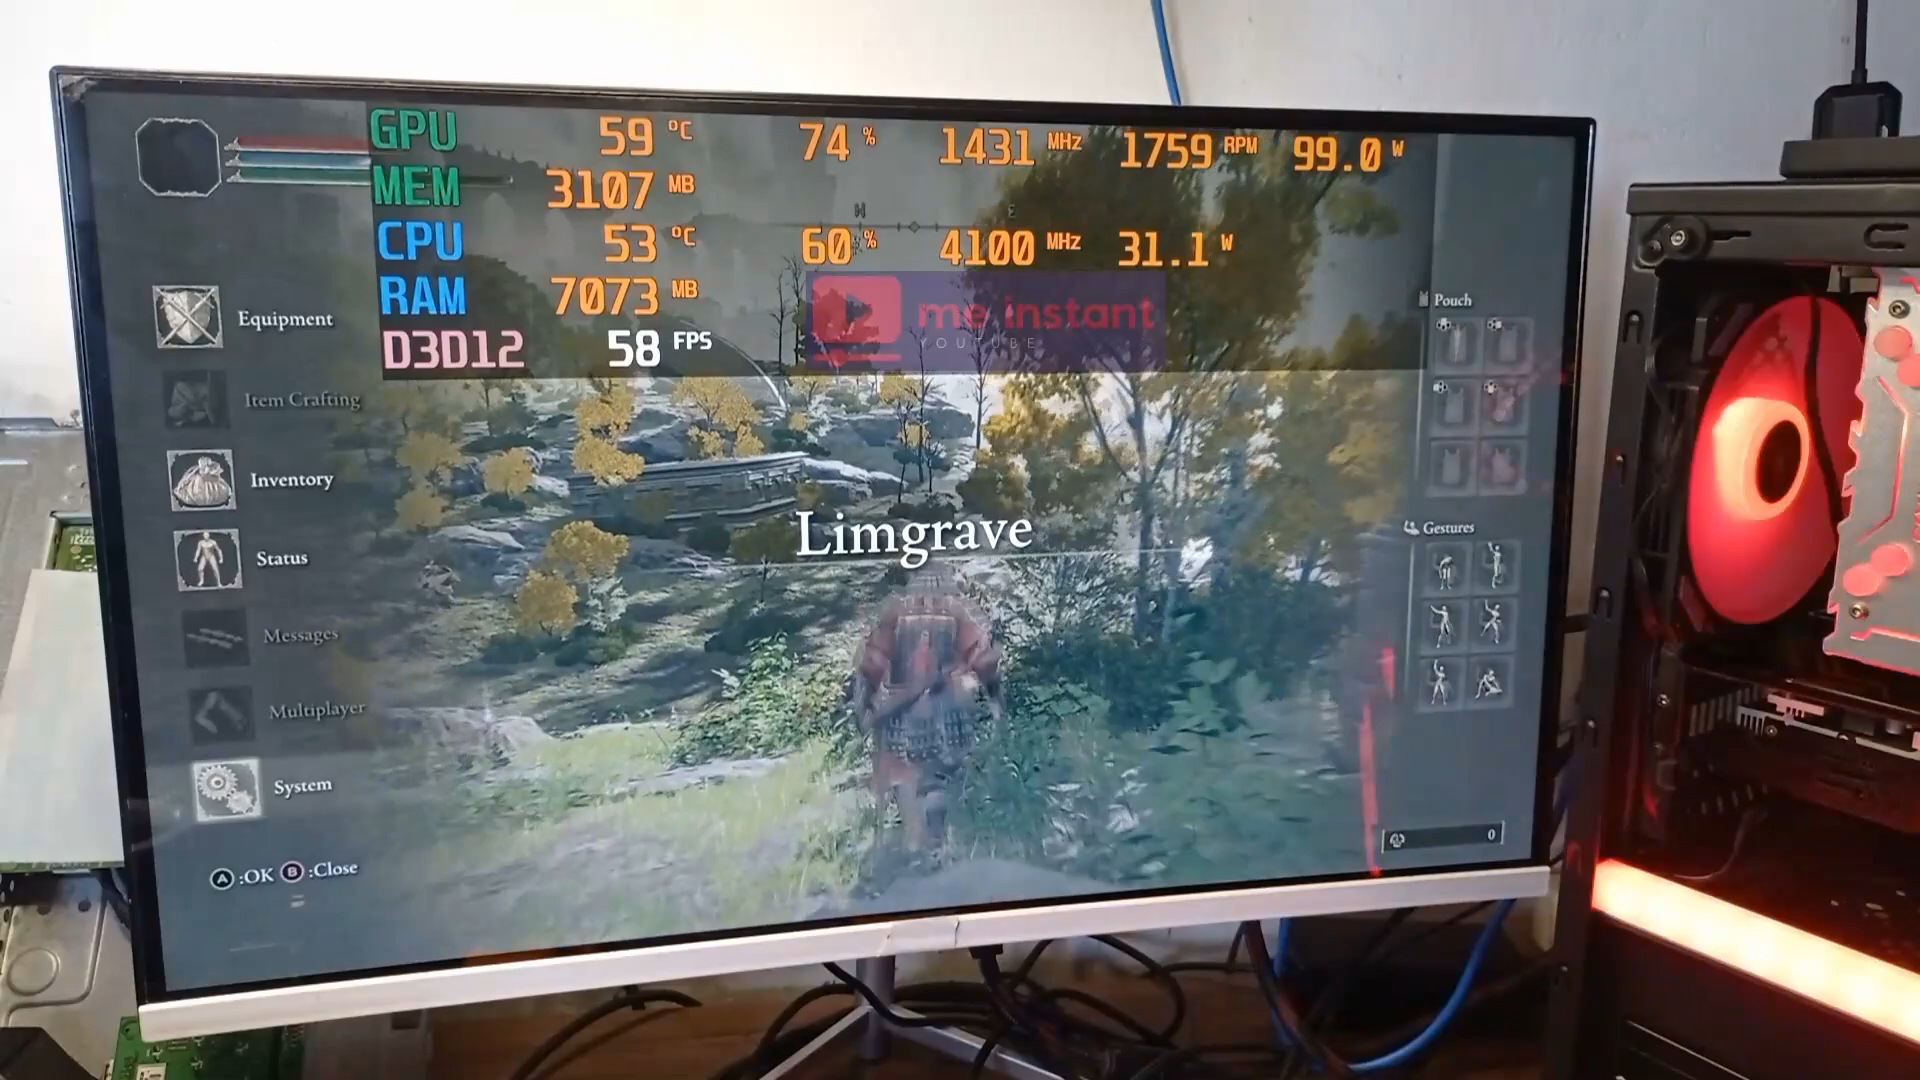 GPU 59 °C 74 % 1431 MHz 1759 RPM 99.0 W
MEM 3107 MB
CPU 53 °C 60 % 4100 MHz 31.1 W
RAM 7073 MB
D3D12 58 FPS
me instant
YOUTUBE
Equipment
Item Crafting
Inventory
Status
Messages
Multiplayer
System
A :OK B :Close
Limgrave
Pouch
Gestures
0